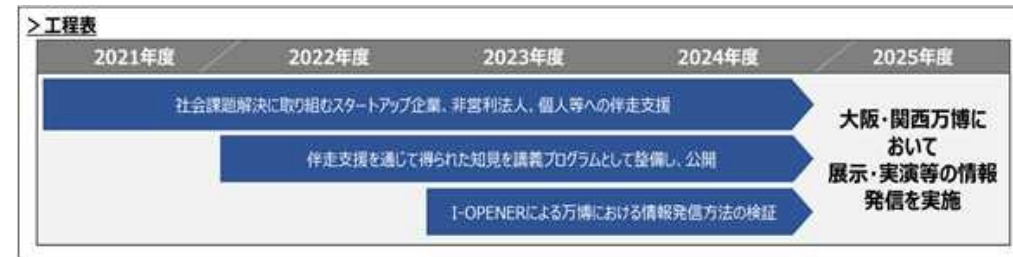 ＞工程表
2021年度 2022年度 2023年度 2024年度 2025年度
社会課題解決に取り組むスタートアップ企業、非営利法人、個人等への伴走支援
伴走支援を通じて得られた知見を講義プログラムとして整備し、公開
I-OPENERによる万博における情報発信方法の検証
大阪・関西万博に
おいて
展示・実演等の情報
発信を実施